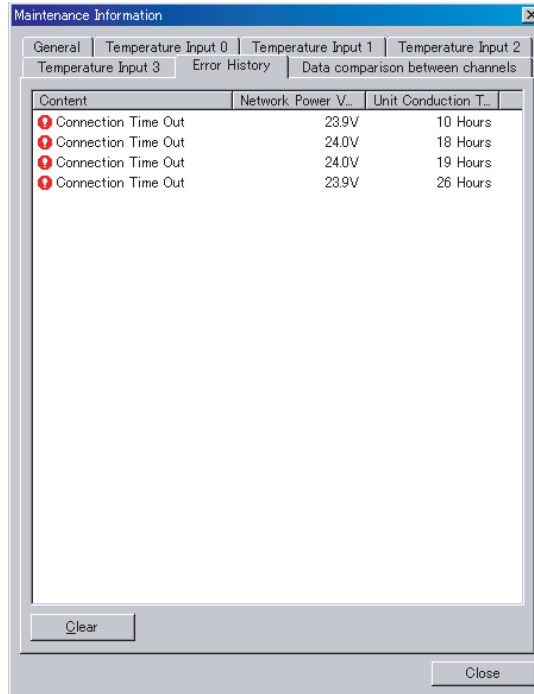 Maintenance Information
General Temperature Input 0 Temperature Input 1 Temperature Input 2
Temperature Input 3 Error History Data comparison between channels
Content Network Power V... Unit Conduction T...
Connection Time Out 23.9V 10 Hours
Connection Time Out 24.0V 18 Hours
Connection Time Out 24.0V 19 Hours
Connection Time Out 23.9V 26 Hours
Clear
Close